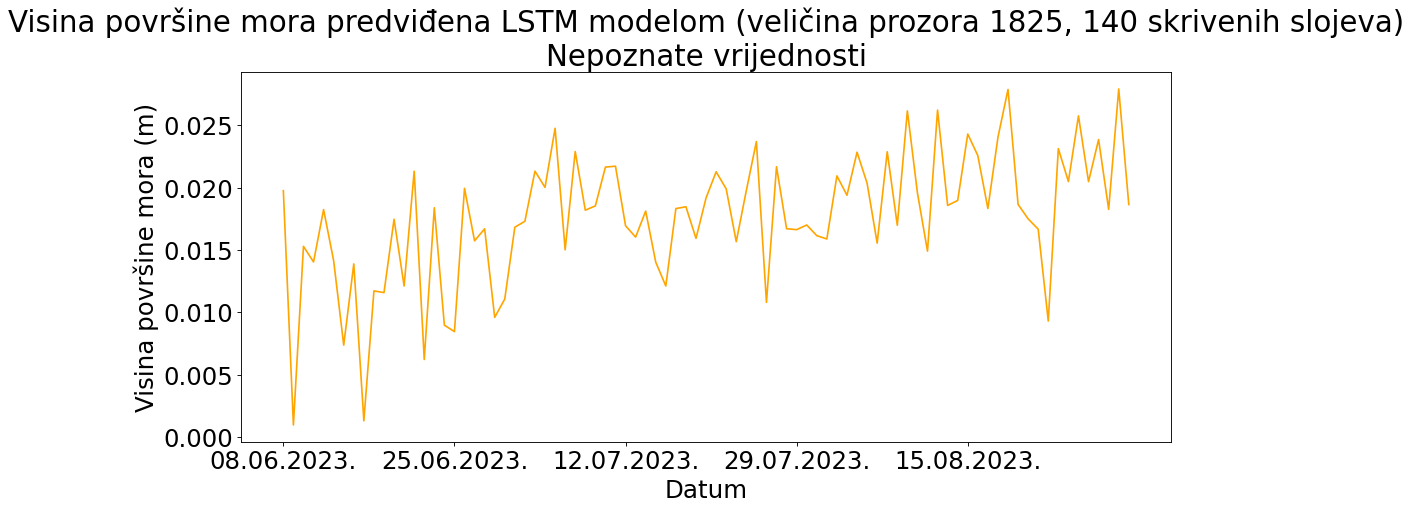 Visina površine mora predviđena LSTM modelom (veličina prozora 1825, 140 skrivenih slojeva)
Nepoznate vrijednosti
Visina površine mora (m)
0.025
0.020
0.015
0.010
0.005
0.000
08.06.2023. 25.06.2023. 12.07.2023. 29.07.2023. 15.08.2023.
Datum